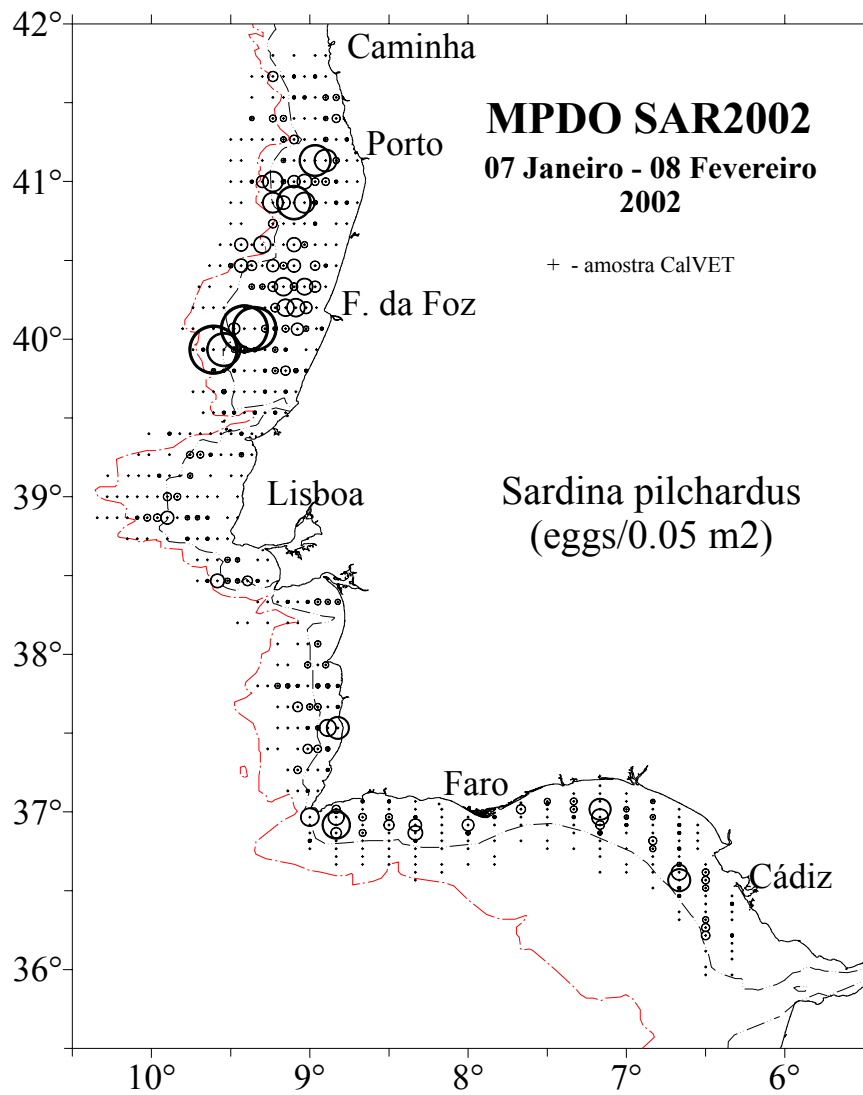 42°
Caminha
MPDO SAR2002
Porto
07 Janeiro - 08 Fevereiro
2002
41°
+ - amostra CalVET
F. da Foz
40°
Lisboa
Sardina pilchardus
(eggs/0.05 m2)
39°
38°
Faro
37°
Cádiz
36°
10°
9°
8°
7°
6°